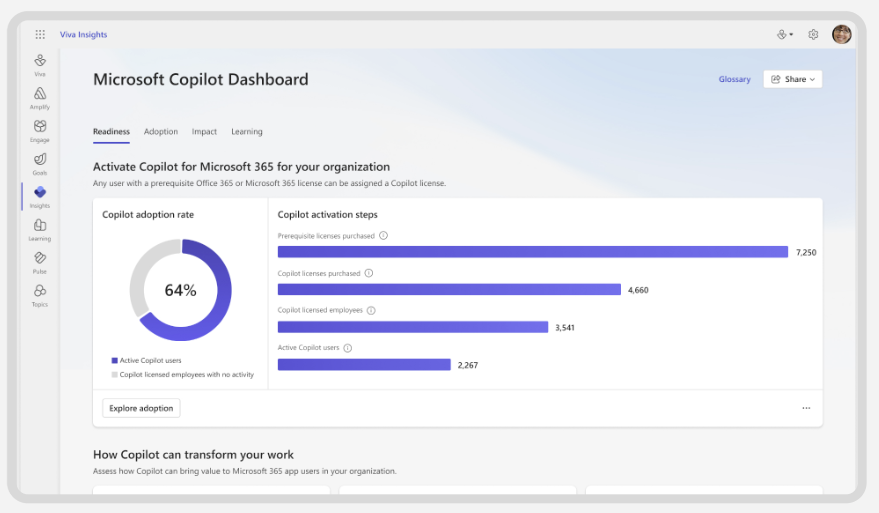 Viva Insights
Viva
Amplify
Engage
Goals
Insights
Learning
Pulse
Topics
Microsoft Copilot Dashboard
Glossary
Share
Readiness
Adoption
Impact
Learning
Activate Copilot for Microsoft 365 for your organization
Any user with a prerequisite Office 365 or Microsoft 365 license can be assigned a Copilot license.
Copilot adoption rate
64%
Active Copilot users
Copilot licensed employees with no activity
Copilot activation steps
Prerequisite licenses purchased
7,250
Copilot licenses purchased
4,660
Copilot licensed employees
3,541
Active Copilot users
2,267
Explore adoption
How Copilot can transform your work
Assess how Copilot can bring value to Microsoft 365 app users in your organization.